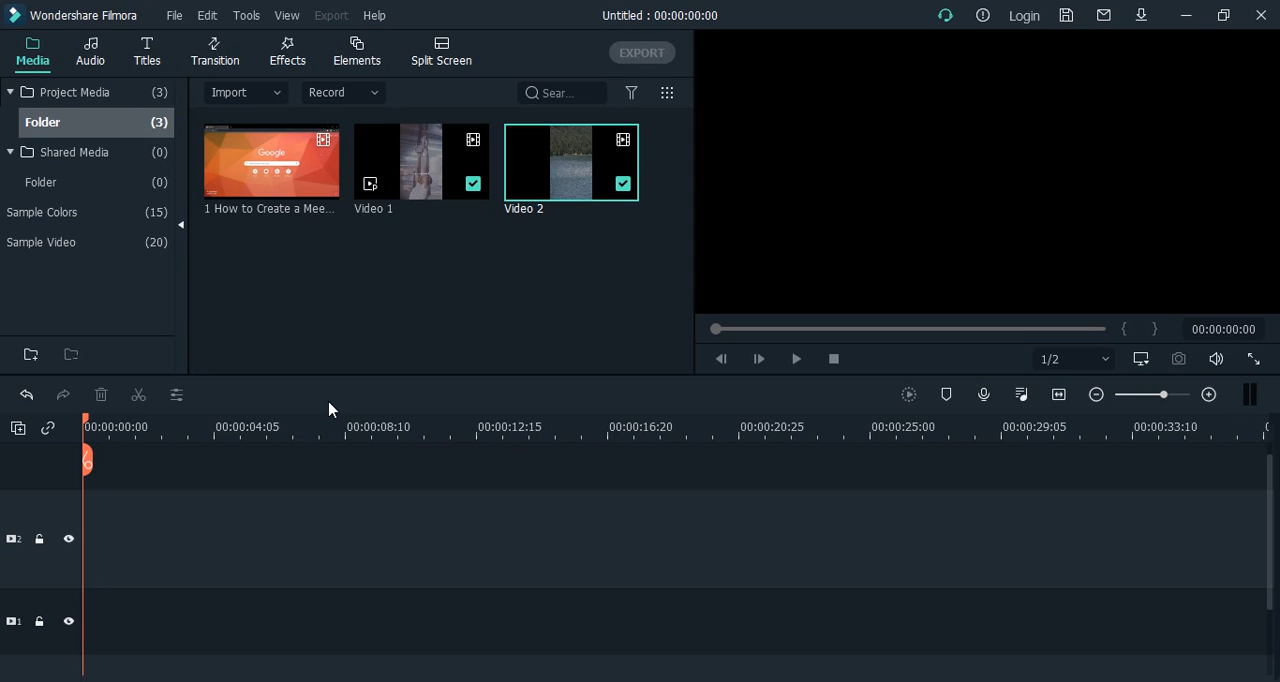 Wondershare Filmora File Edit Tools View Export Help Untitled : 00:00:00:00 Login
Media Audio Titles Transition Effects Elements Split Screen EXPORT
Project Media (3)
Folder (3)
Shared Media (0)
Folder (0)
Sample Colors (15)
Sample Video (20)
Import Record Sear...
Google
1 How to Create a Mee... Video 1 Video 2
{ } 00:00:00:00
1/2
00:00:00:00 00:00:04:05 00:00:08:10 00:00:12:15 00:00:16:20 00:00:20:25 00:00:25:00 00:00:29:05 00:00:33:10
2
1